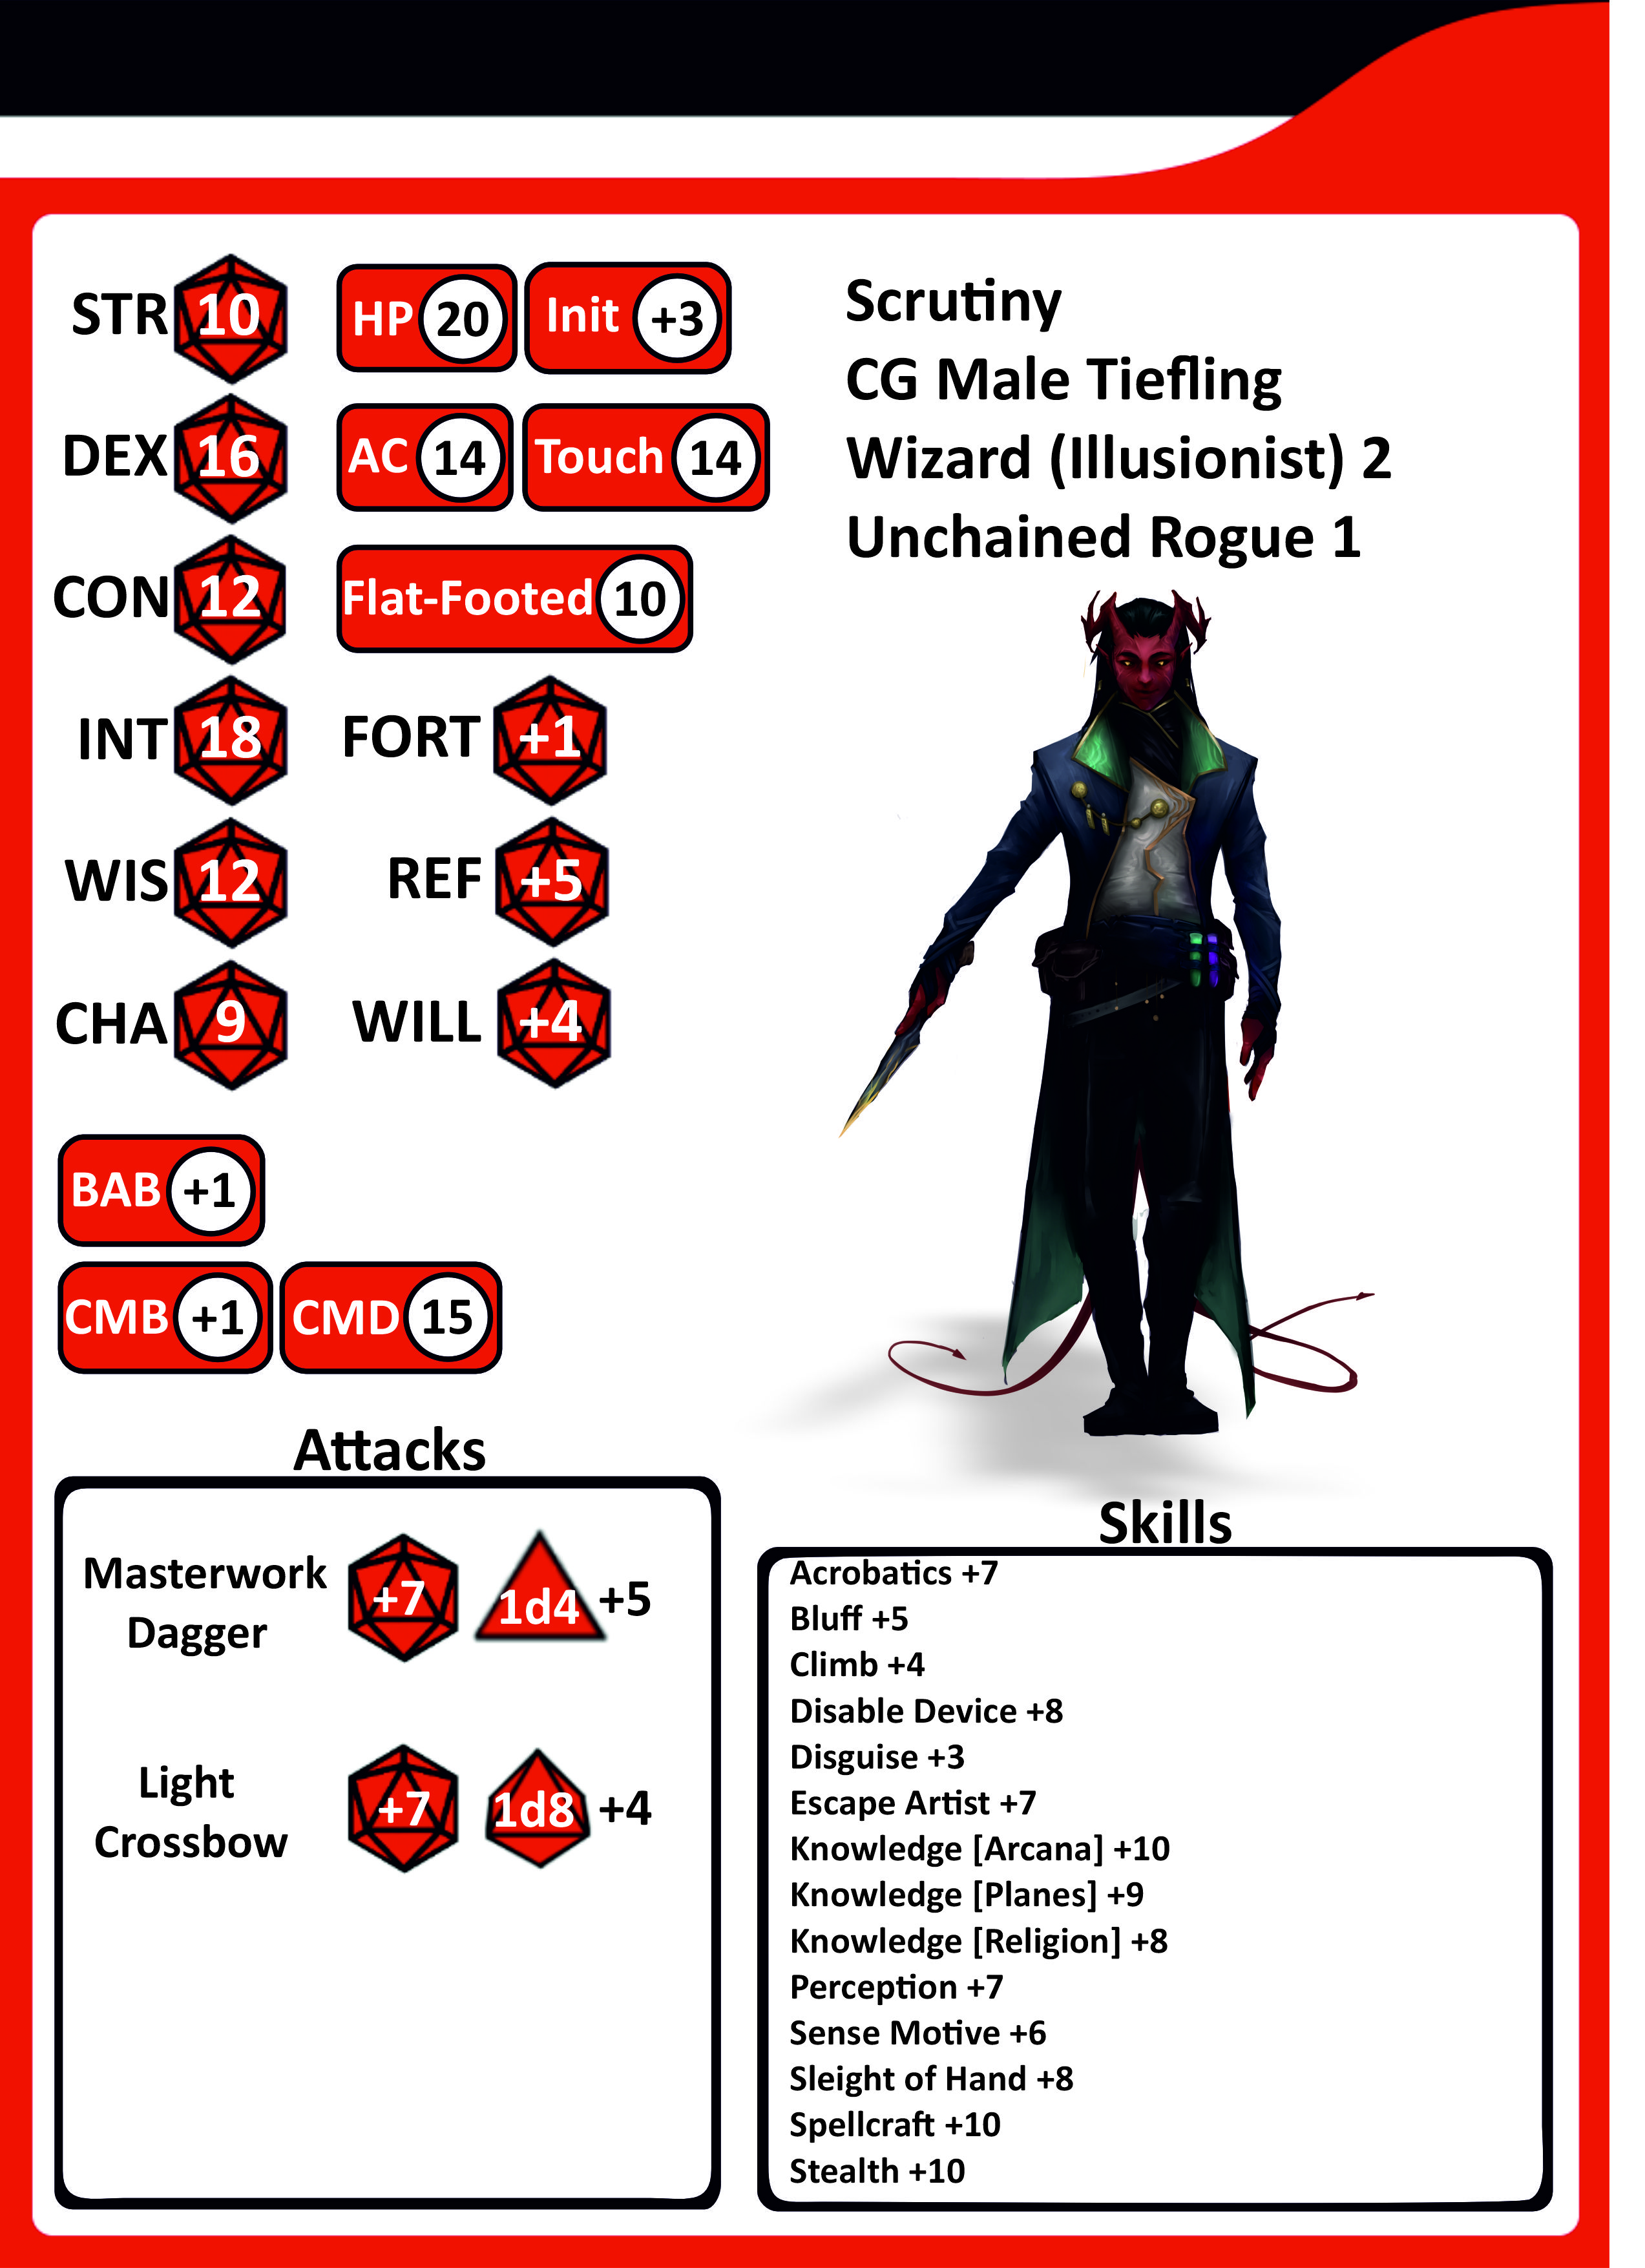 STR 10
HP 20
Init +3
DEX 16
AC 14
Touch 14
CON 12
Flat-Footed 10
INT 18
FORT +1
WIS 12
REF +5
CHA 9
WILL +4
BAB +1
CMB +1
CMD 15
Scrutiny
CG Male Tiefling
Wizard (Illusionist) 2
Unchained Rogue 1
Attacks
Masterwork
Dagger
+7 1d4 +5
Light
Crossbow
+7 1d8 +4
Skills
Acrobatics +7
Bluff +5
Climb +4
Disable Device +8
Disguise +3
Escape Artist +7
Knowledge [Arcana] +10
Knowledge [Planes] +9
Knowledge [Religion] +8
Perception +7
Sense Motive +6
Sleight of Hand +8
Spellcraft +10
Stealth +10